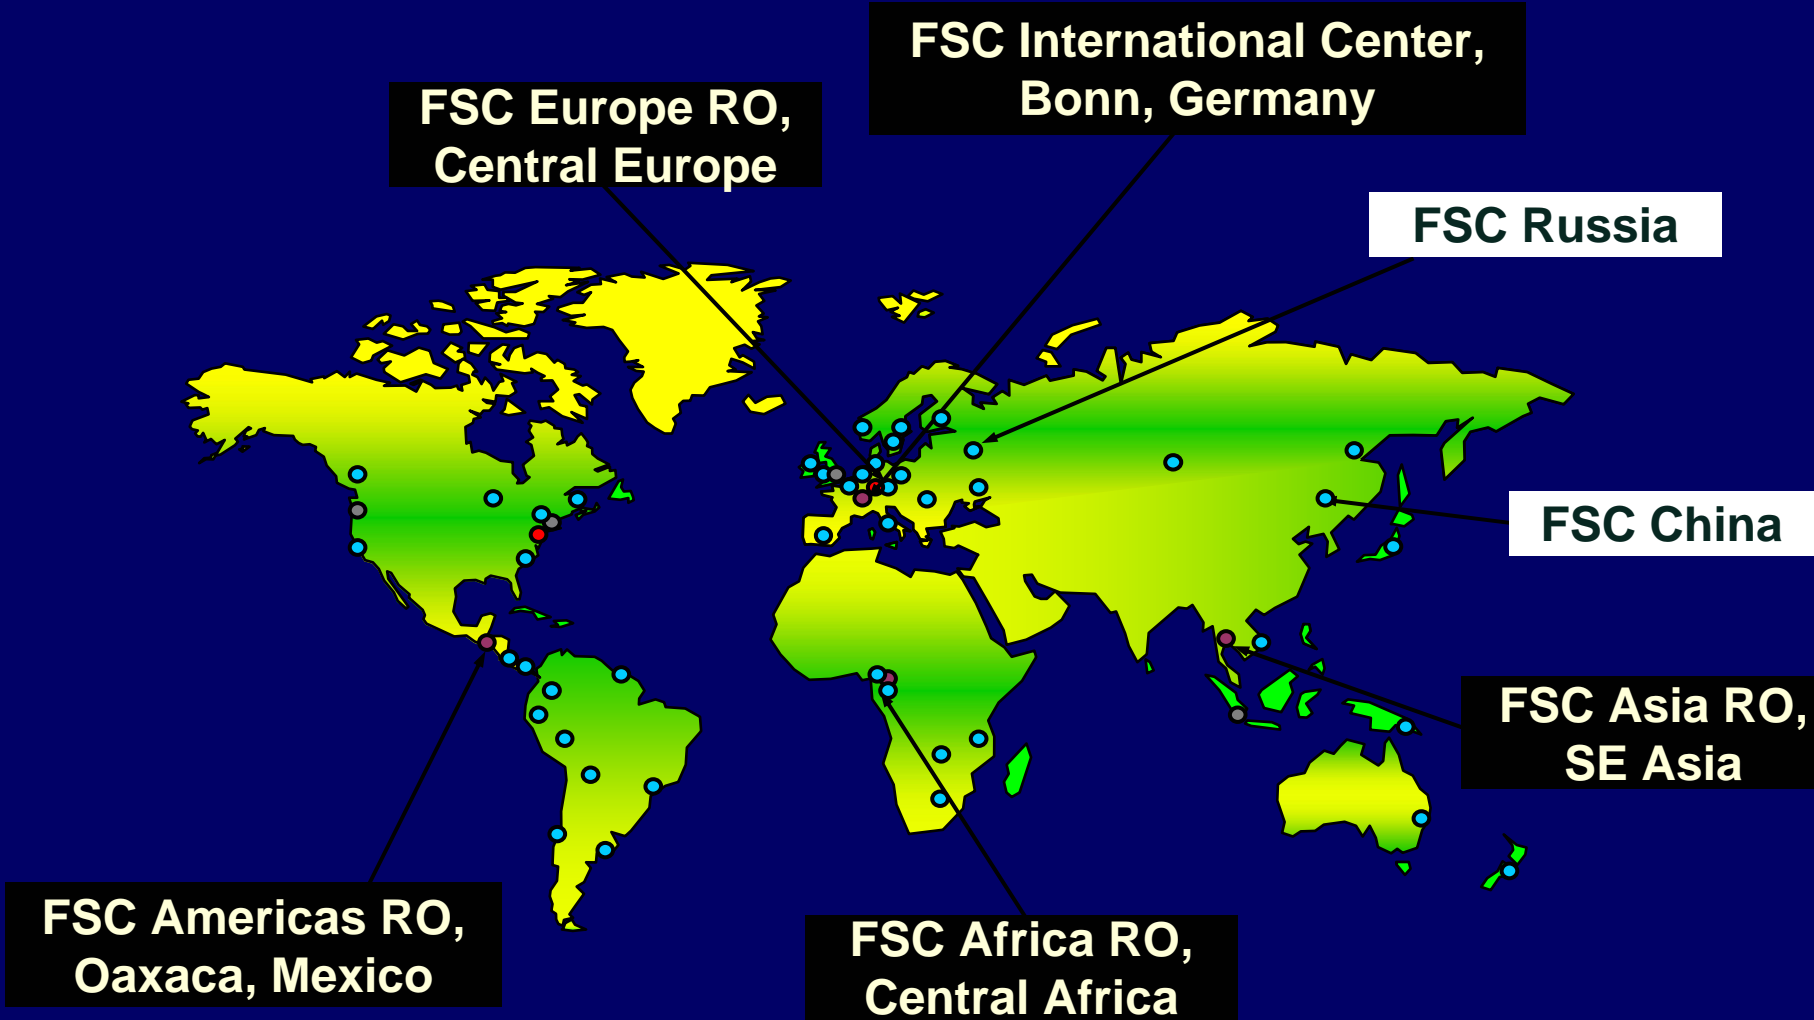 FSC International Center,
Bonn, Germany
FSC Europe RO,
Central Europe
FSC Russia
FSC China
FSC Asia RO,
SE Asia
FSC Americas RO,
Oaxaca, Mexico
FSC Africa RO,
Central Africa